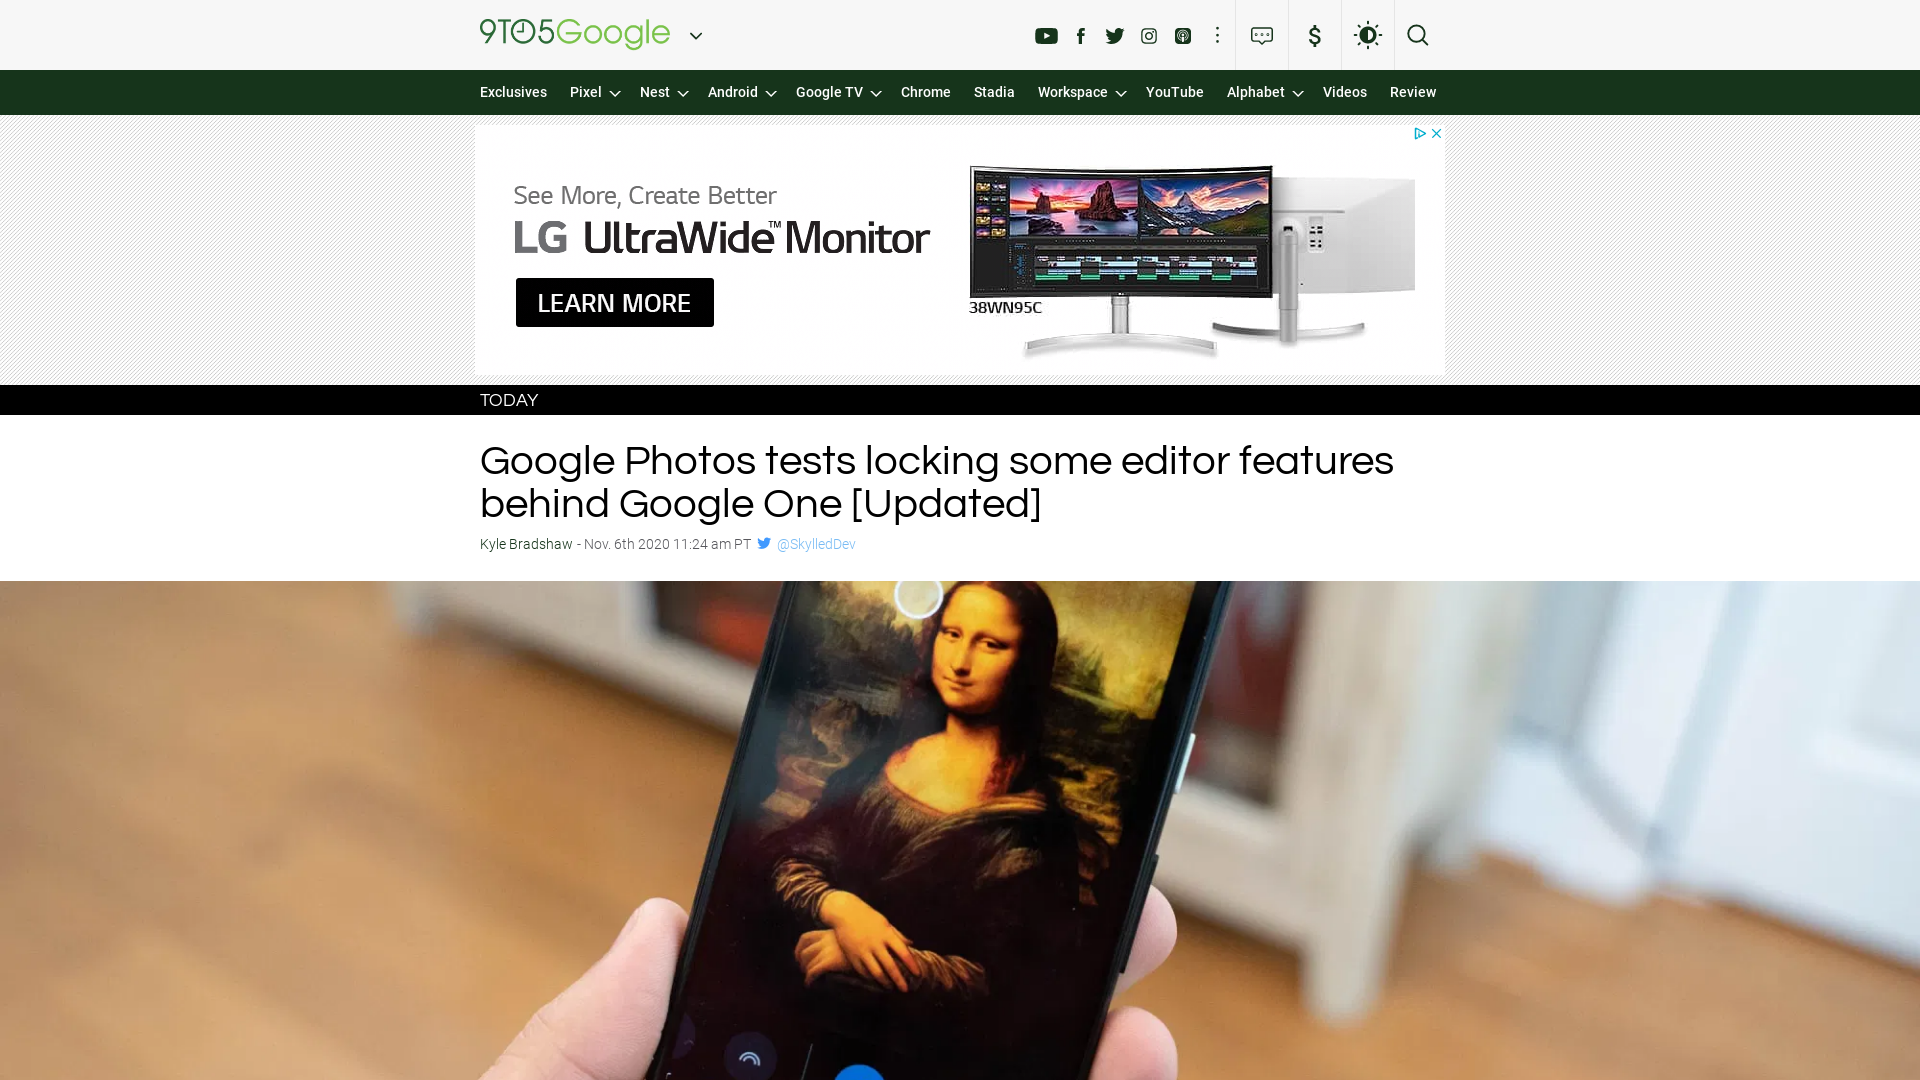 9TO5Google
Exclusives Pixel Nest Android Google TV Chrome Stadia Workspace YouTube Alphabet Videos Review
See More, Create Better
LG UltraWide™ Monitor
LEARN MORE
38WN95C
TODAY
Google Photos tests locking some editor features
behind Google One [Updated]
Kyle Bradshaw - Nov. 6th 2020 11:24 am PT @SkylledDev